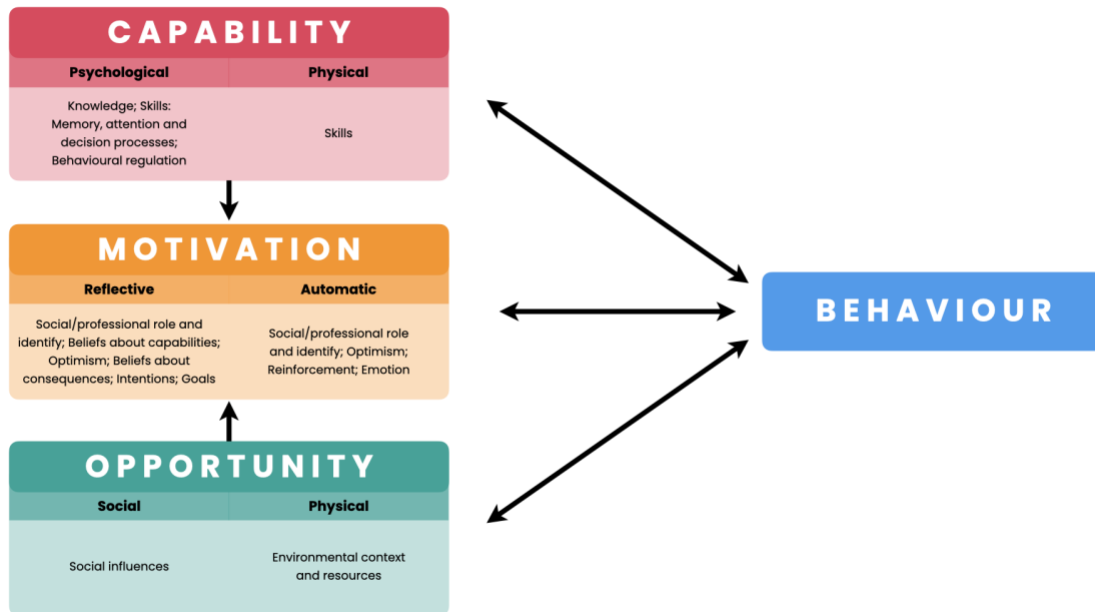 CAPABILITY
Psychological
Physical
Knowledge; Skills:
Memory, attention and
decision processes;
Behavioural regulation
Skills
MOTIVATION
Reflective
Automatic
Social/professional role and
identify; Beliefs about capabilities;
Optimism; Beliefs about
consequences; Intentions; Goals
Social/professional role
and identify; Optimism;
Reinforcement; Emotion
BEHAVIOUR
OPPORTUNITY
Social
Physical
Social influences
Environmental context
and resources